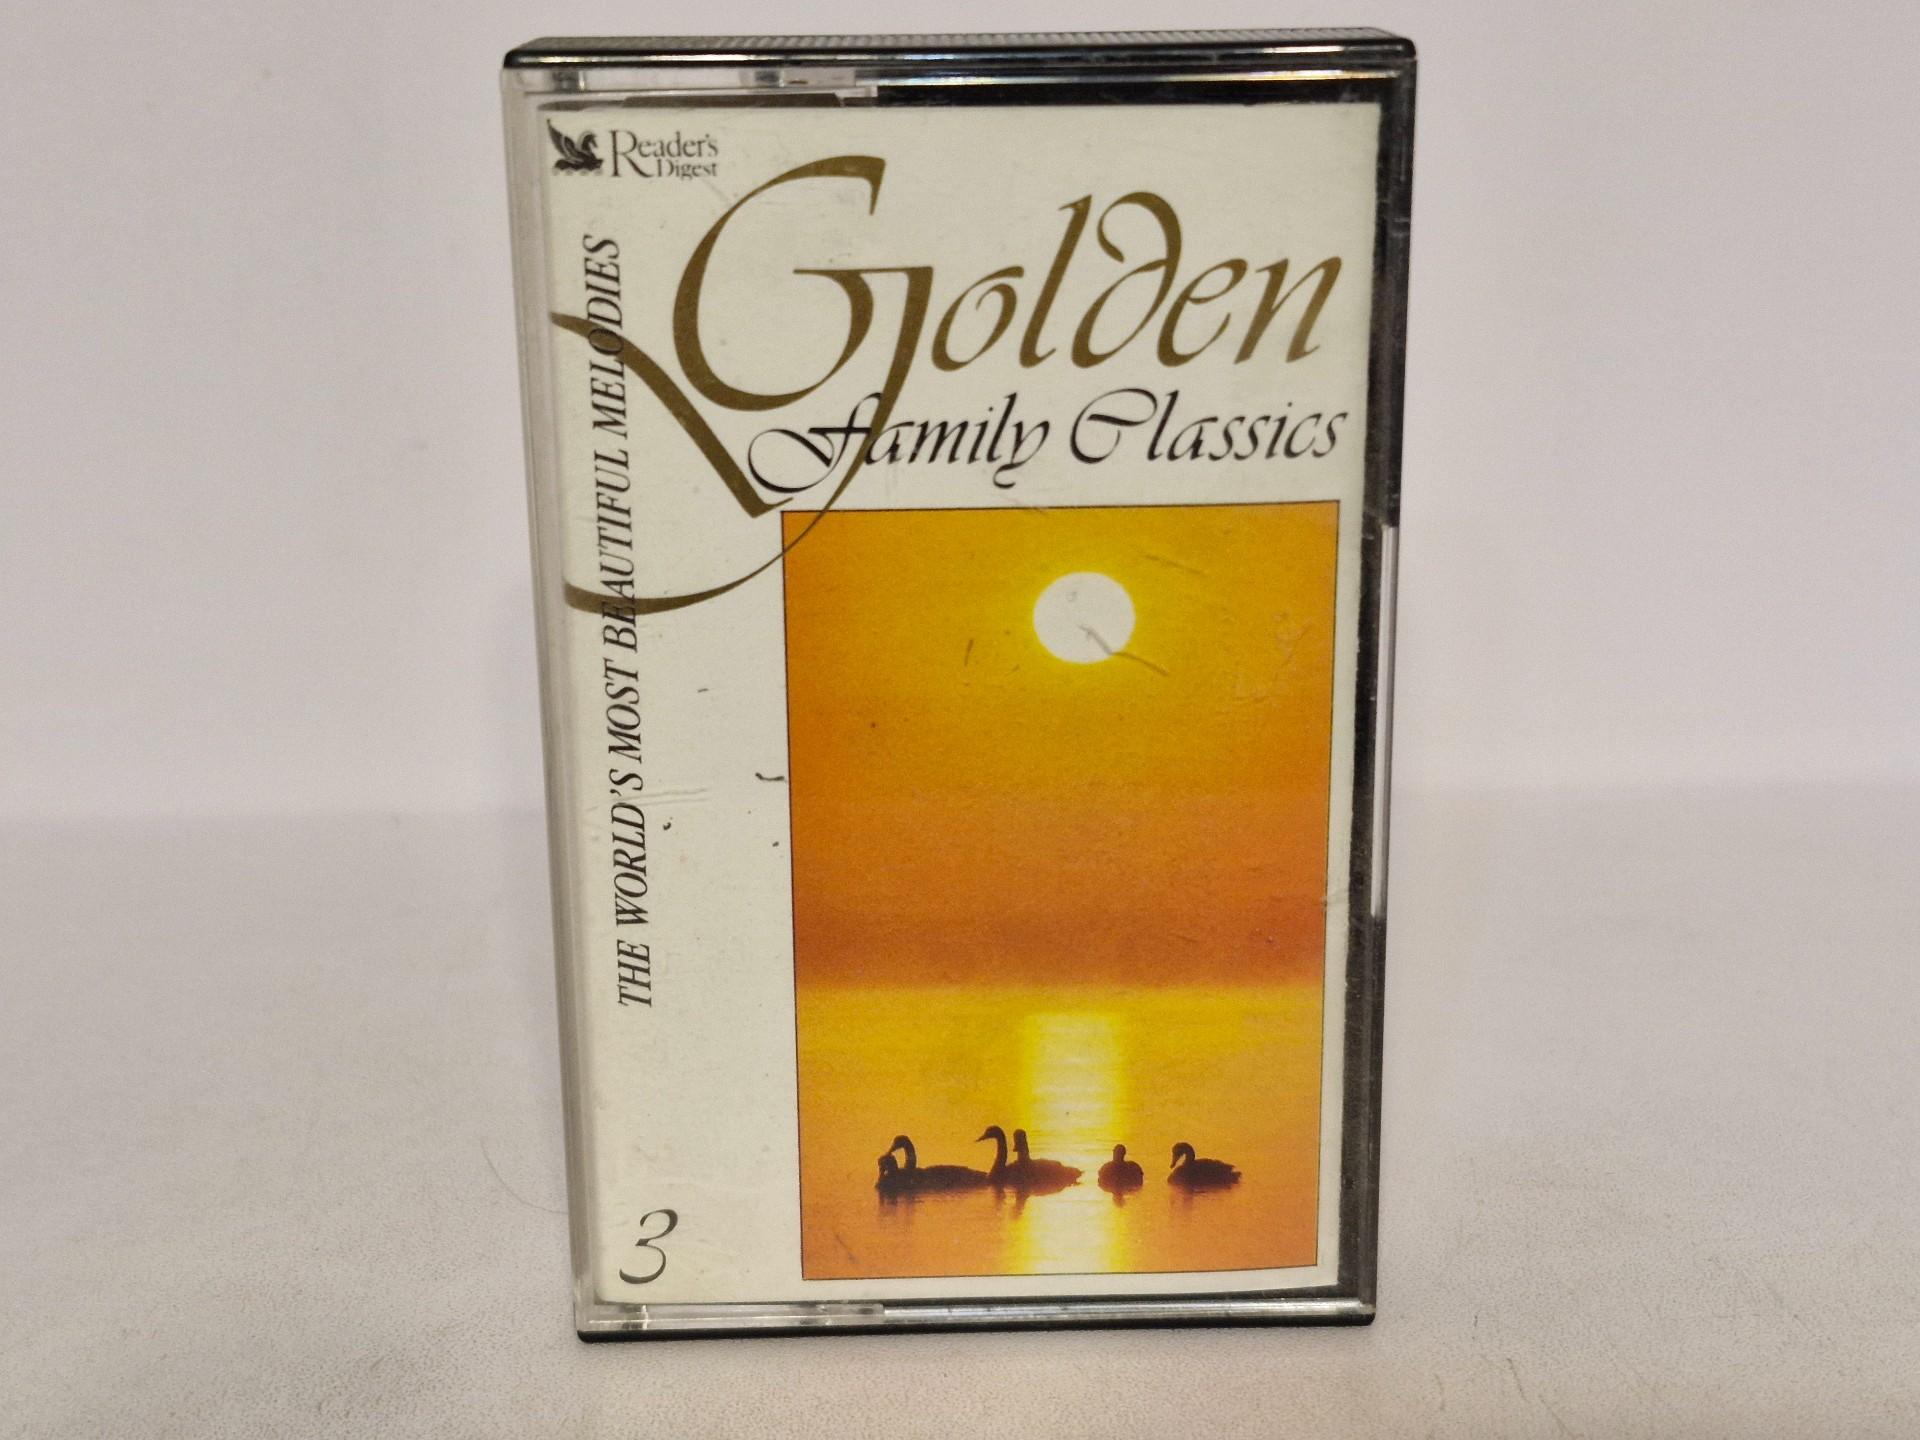 Reader's
Digest
Golden
Family Classics
THE WORLD'S MOST BEAUTIFUL MELODIES
3